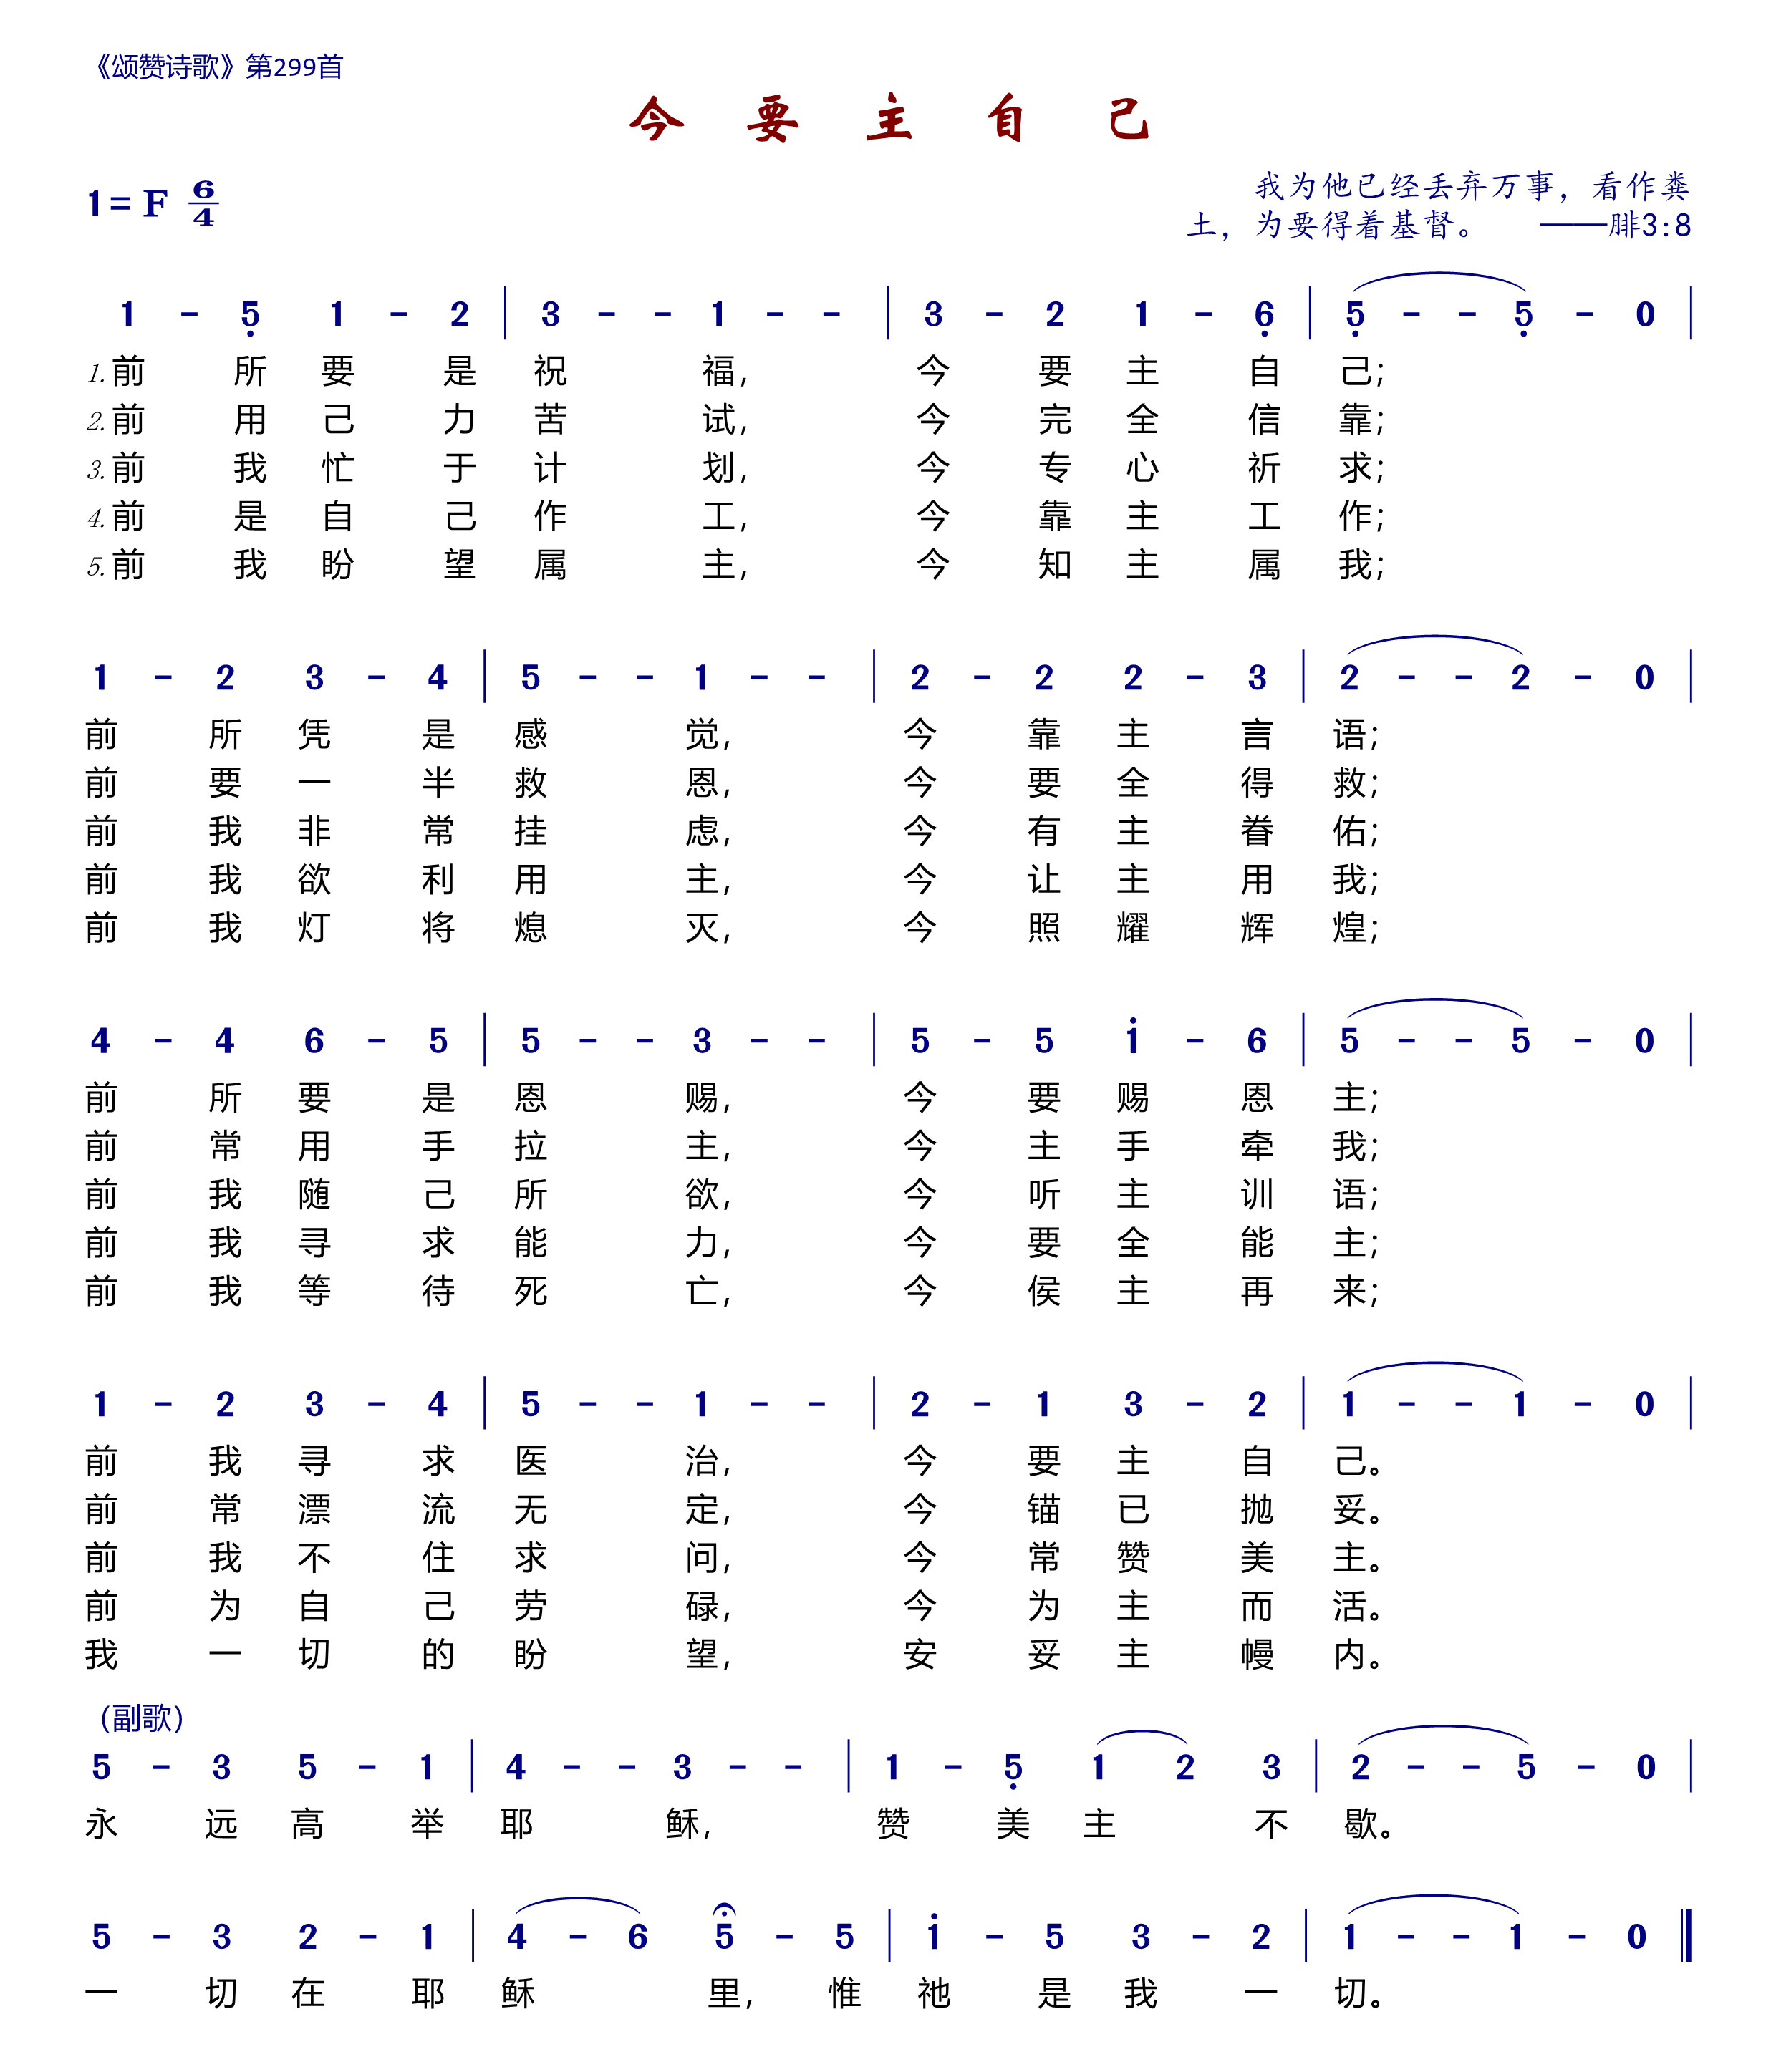 《颂赞诗歌》第299首
今 要 主 自 己
1=F 6/4
我为他已经丢弃万事，看作粪
土，为要得着基督。 ——腓3:8
1 - 5̣ 1 - 2 | 3 - - 1 - - | 3 - 2 1 - 6̣ | 5̣ - - 5̣ - 0 |
1.前 所 要 是 祝 福， 今 要 主 自 己；
2.前 用 己 力 苦 试， 今 完 全 信 靠；
3.前 我 忙 于 计 划， 今 专 心 祈 求；
4.前 是 自 己 作 工， 今 靠 主 工 作；
5.前 我 盼 望 属 主， 今 知 主 属 我；
1 - 2 3 - 4 | 5 - - 1 - - | 2 - 2 2 - 3 | 2 - - 2 - 0 |
前 所 凭 是 感 觉， 今 靠 主 言 语；
前 要 一 半 救 恩， 今 要 全 得 救；
前 我 非 常 挂 虑， 今 有 主 眷 佑；
前 我 欲 利 用 主， 今 让 主 用 我；
前 我 灯 将 熄 灭， 今 照 耀 辉 煌；
4 - 4 6 - 5 | 5 - - 3 - - | 5 - 5 1̇ - 6 | 5 - - 5 - 0 |
前 所 要 是 恩 赐， 今 要 赐 恩 主；
前 常 用 手 拉 主， 今 主 手 牵 我；
前 我 随 己 所 欲， 今 听 主 训 语；
前 我 寻 求 能 力， 今 要 全 能 主；
前 我 等 待 死 亡， 今 侯 主 再 来；
1 - 2 3 - 4 | 5 - - 1 - - | 2 - 1 3 - 2 | 1 - - 1 - 0 |
前 我 寻 求 医 治， 今 要 主 自 己。
前 常 漂 流 无 定， 今 锚 已 抛 妥。
前 我 不 住 求 问， 今 常 赞 美 主。
前 为 自 己 劳 碌， 今 为 主 而 活。
我 一 切 的 盼 望， 安 妥 主 幔 内。
（副歌）
5 - 3 5 - 1 | 4 - - 3 - - | 1 - 5̣ 1 2 3 | 2 - - 5 - 0 |
永 远 高 举 耶 稣， 赞 美 主 不 歇。
5 - 3 2 - 1 | 4 - 6 5 - 5 | 1̇ - 5 3 - 2 | 1 - - 1 - 0 ‖
一 切 在 耶 稣 里， 惟 祂 是 我 一 切。